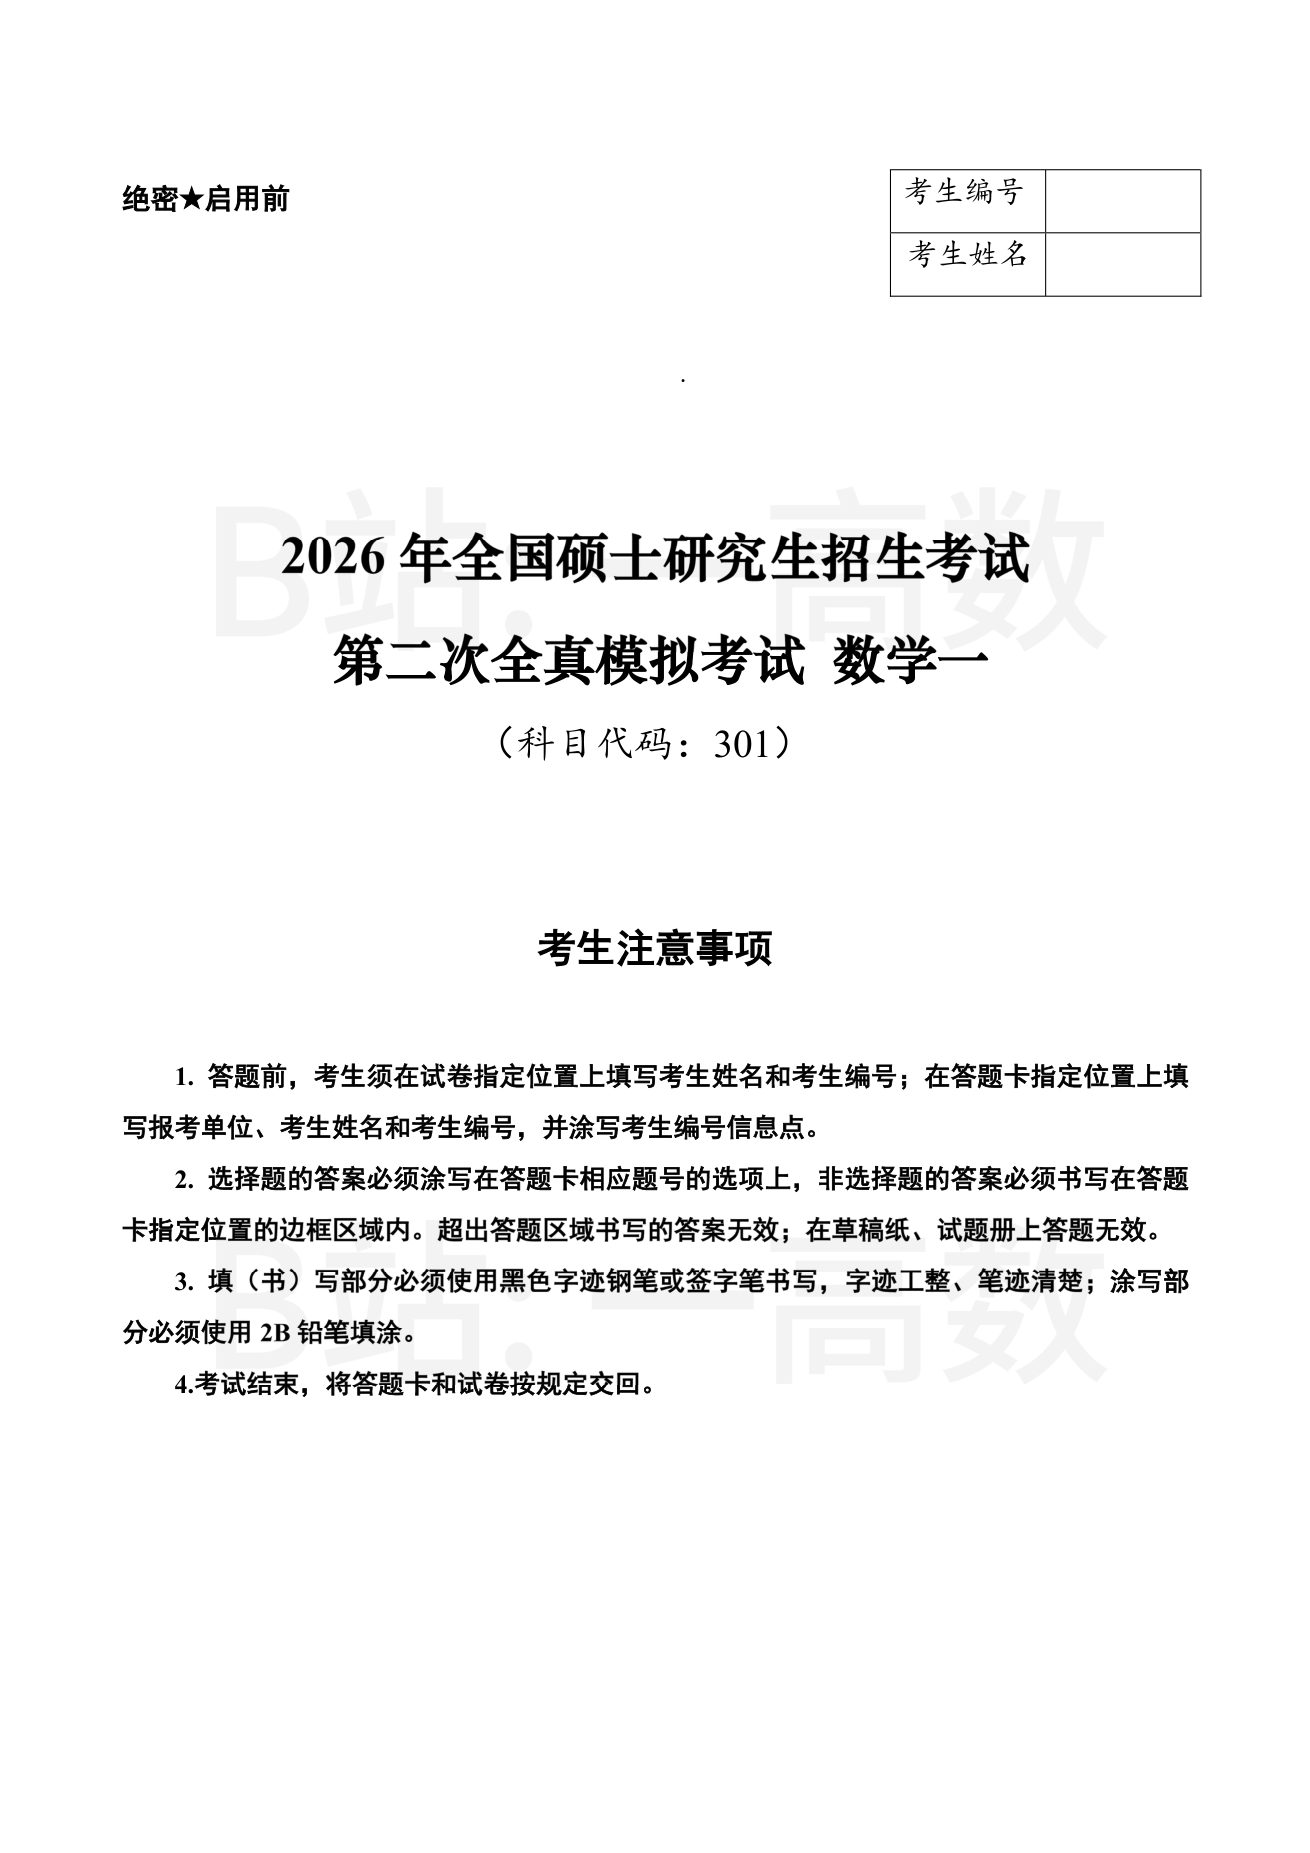 绝密★启用前
考生编号
考生姓名
.
B站：一高数
2026 年全国硕士研究生招生考试
第二次全真模拟考试 数学一
（科目代码：301）
考生注意事项
1. 答题前，考生须在试卷指定位置上填写考生姓名和考生编号；在答题卡指定位置上填
写报考单位、考生姓名和考生编号，并涂写考生编号信息点。
2. 选择题的答案必须涂写在答题卡相应题号的选项上，非选择题的答案必须书写在答题
卡指定位置的边框区域内。超出答题区域书写的答案无效；在草稿纸、试题册上答题无效。
B站：一高数
3. 填（书）写部分必须使用黑色字迹钢笔或签字笔书写，字迹工整、笔迹清楚；涂写部
分必须使用 2B 铅笔填涂。
4.考试结束，将答题卡和试卷按规定交回。